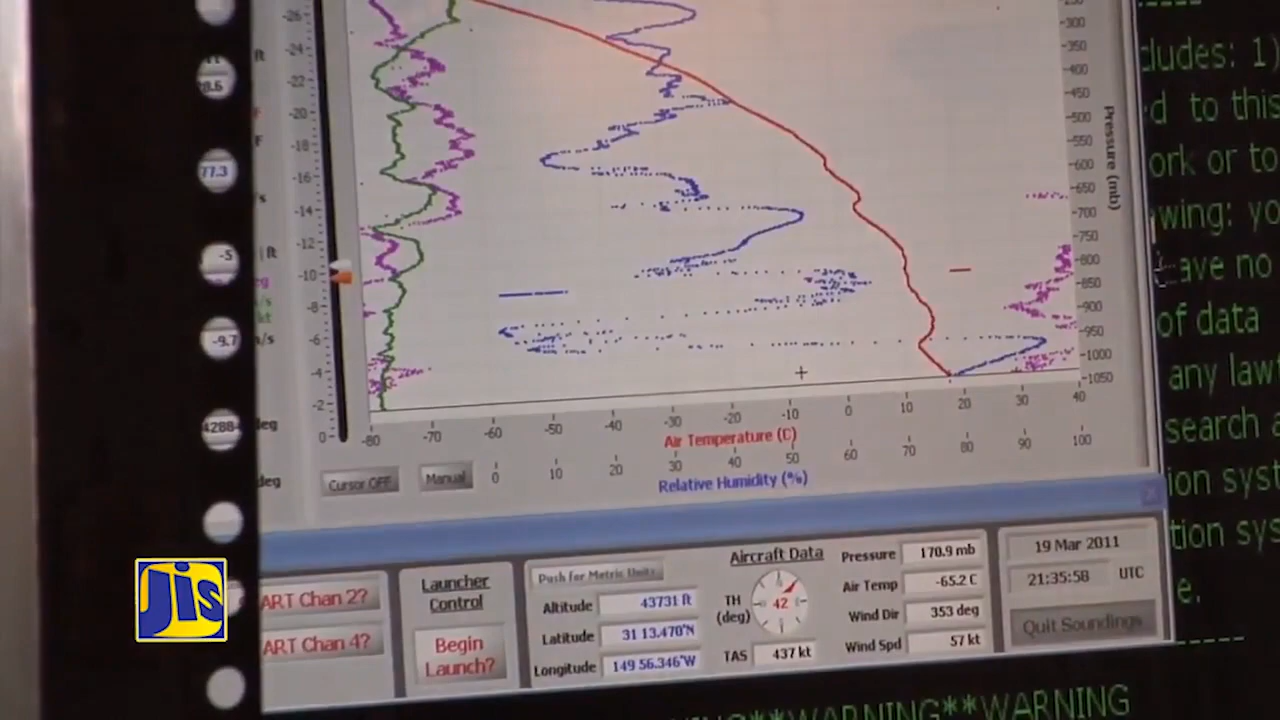 -26
-24
-22
-20
-18
-16
-14
-12
-10
-8
-6
-4
-2
0
ft
F
77.3
-5
ft
-9.7
4288
deg
deg
300
350
400
450
500
550
600
650
700
750
800
850
900
950
1000
1050
Pressure (mb)
-80 -70 -60 -50 -40 -30 -20 -10 0 10 20 30 40
Air Temperature (C)
0 10 20 30 40 50 60 70 80 90 100
Relative Humidity (%)
Cursor OFF
Manual
cludes: 1)
d to this
ork or to
wing: yo
ave no
of data
any law
search a
ion syst
tion sys
e.
ART Chan 2?
ART Chan 4?
Launcher
Control
Begin
Launch?
Push for Metric Units
Altitude 43731 ft
Latitude 31 13.470'N
Longitude 149 56.346'W
Aircraft Data
TH
(deg)
42
TAS 437 kt
Pressure 170.9 mb
Air Temp -65.2 C
Wind Dir 353 deg
Wind Spd 57 kt
19 Mar 2011
21:35:58 UTC
Quit Soundings
**WARNING**WARNING
Jis